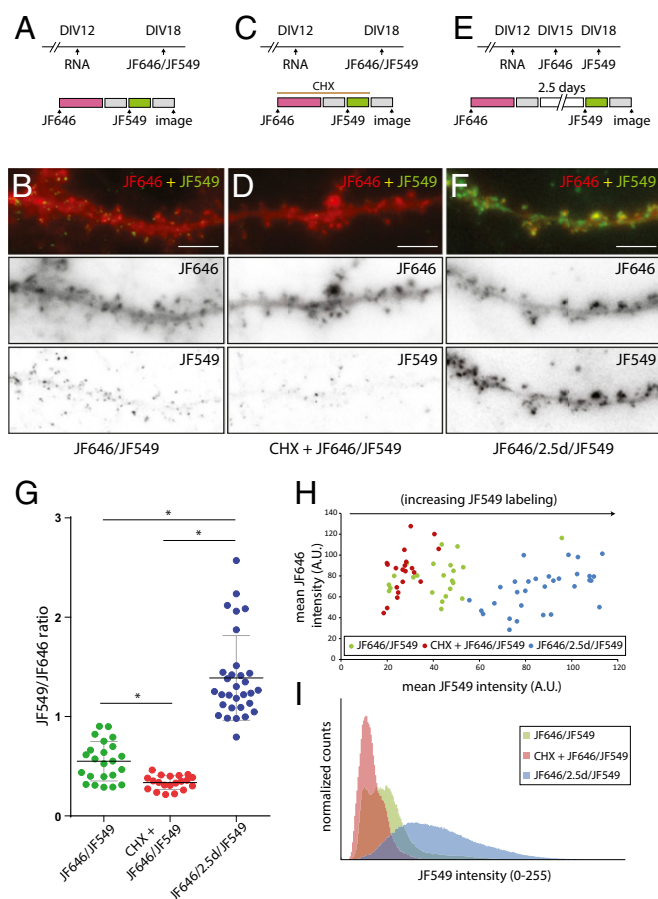 A
DIV12 DIV18
RNA JF646/JF549
JF646 JF549 image
C
DIV12 DIV18
RNA JF646/JF549
CHX
JF646 JF549 image
E
DIV12 DIV15 DIV18
RNA JF646 JF549
2.5 days
JF646 JF549 image
B JF646 + JF549
JF646
JF549
JF646/JF549
D JF646 + JF549
JF646
JF549
CHX + JF646/JF549
F JF646 + JF549
JF646
JF549
JF646/2.5d/JF549
G
JF549/JF646 ratio
3
2
1
0
*
*
*
JF646/JF549
CHX +
JF646/JF549
JF646/2.5d/JF549
H
(increasing JF549 labeling)
mean JF646
intensity (A.U.)
140
120
100
80
60
40
20
0
JF646/JF549 CHX + JF646/JF549 JF646/2.5d/JF549
0 20 40 60 80 100 120
mean JF549 intensity (A.U.)
I
normalized counts
JF646/JF549
CHX + JF646/JF549
JF646/2.5d/JF549
JF549 intensity (0-255)